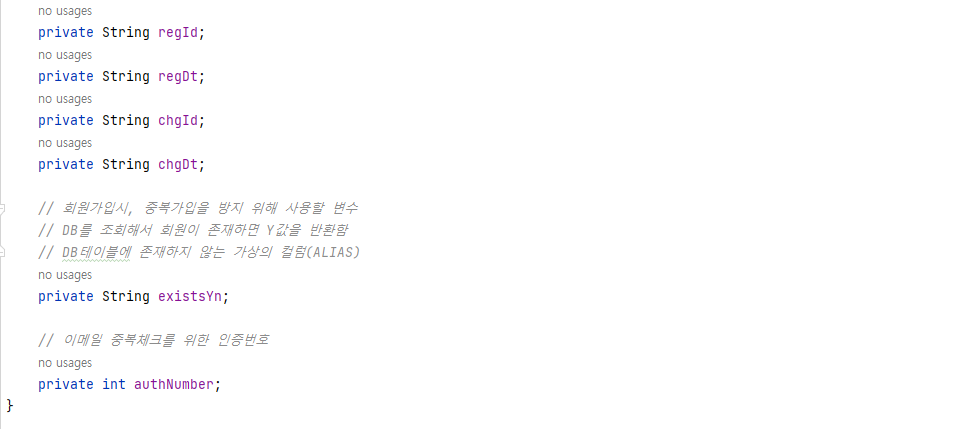 no usages
private String regId;
no usages
private String regDt;
no usages
private String chgId;
no usages
private String chgDt;
// 회원가입시, 중복가입을 방지 위해 사용할 변수
// DB를 조회해서 회원이 존재하면 Y값을 반환함
// DB테이블에 존재하지 않는 가상의 컬럼(ALIAS)
no usages
private String existsYn;
// 이메일 중복체크를 위한 인증번호
no usages
private int authNumber;
}